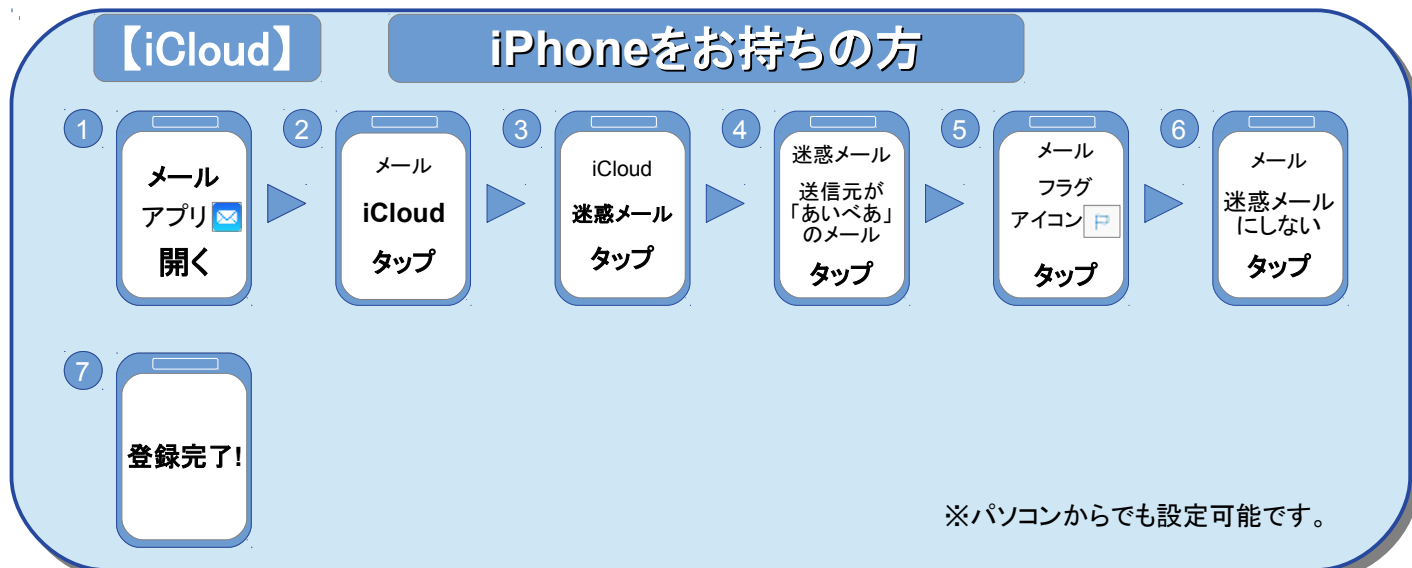 【iCloud】
iPhoneをお持ちの方
1
メール
アプリ
開く
2
メール
iCloud
タップ
3
iCloud
迷惑メール
タップ
4
迷惑メール
送信元が
「あいべあ」
のメール
タップ
5
メール
フラグ
アイコン
タップ
6
メール
迷惑メール
にしない
タップ
7
登録完了!
※パソコンからでも設定可能です。